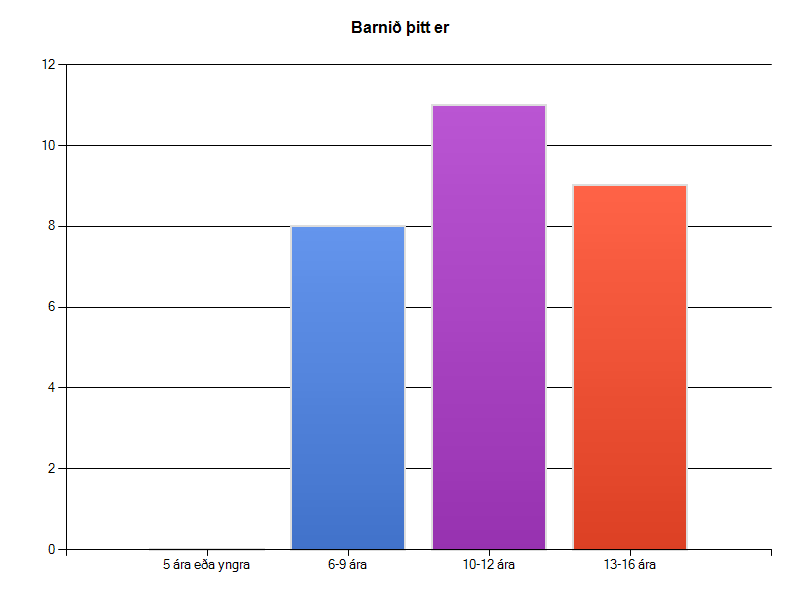 Barnið þitt er
12
10
8
6
4
2
0
5 ára eða yngra
6-9 ára
10-12 ára
13-16 ára